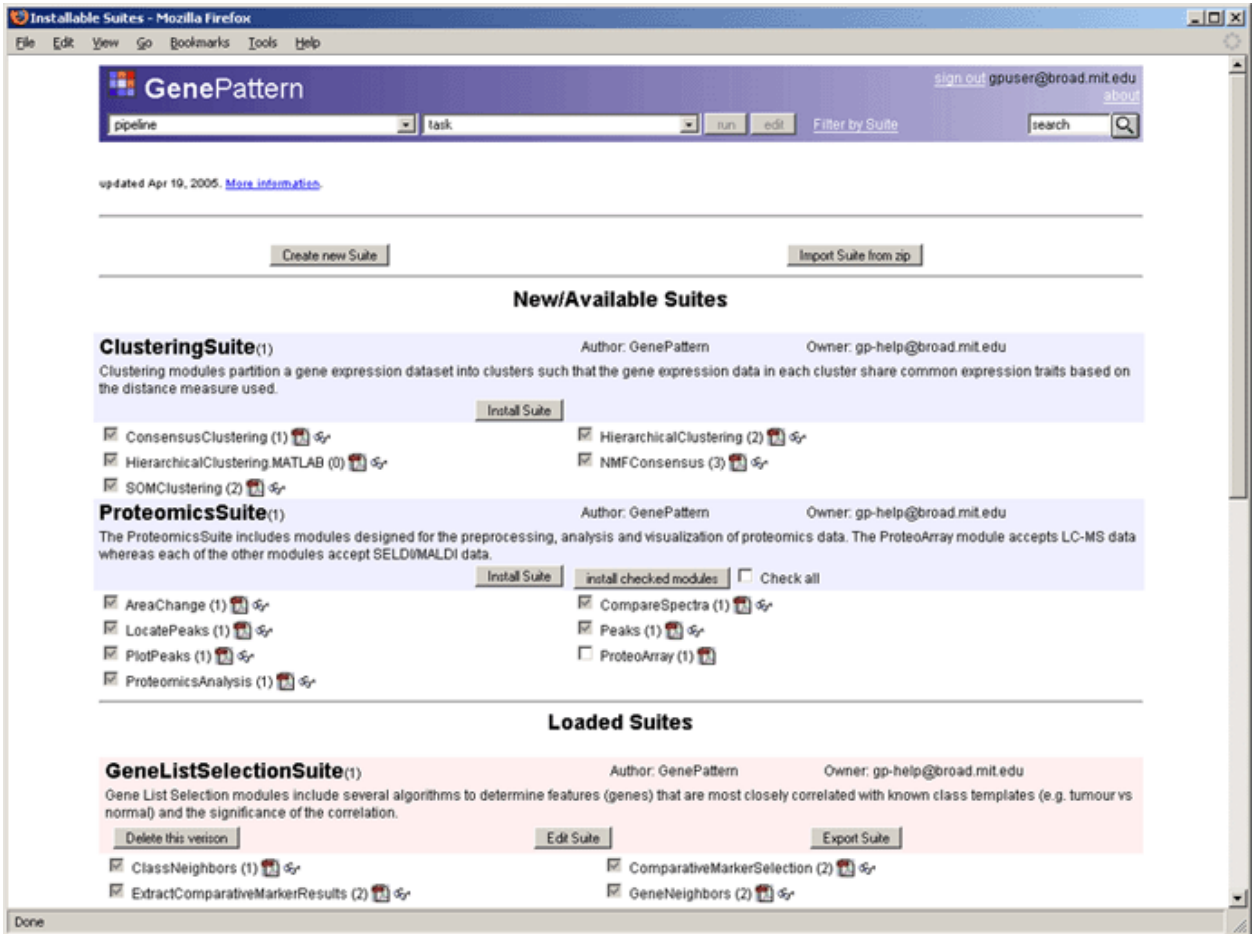 Installable Suites - Mozilla Firefox
File Edit View Go Bookmarks Tools Help
GenePattern
sign out gpuser@broad.mit.edu
about
pipeline task run edit Filter by Suite search
updated Apr 19, 2005. More information.
Create new Suite Import Suite from zip
New/Available Suites
ClusteringSuite(1) Author: GenePattern Owner: gp-help@broad.mit.edu
Clustering modules partition a gene expression dataset into clusters such that the gene expression data in each cluster share common expression traits based on
the distance measure used.
Install Suite
ConsensusClustering (1) HierarchicalClustering (2)
HierarchicalClustering.MATLAB (0) NMFConsensus (3)
SOMClustering (2)
ProteomicsSuite(1) Author: GenePattern Owner: gp-help@broad.mit.edu
The ProteomicsSuite includes modules designed for the preprocessing, analysis and visualization of proteomics data. The ProteoArray module accepts LC-MS data
whereas each of the other modules accept SELDI/MALDI data.
Install Suite install checked modules Check all
AreaChange (1) CompareSpectra (1)
LocatePeaks (1) Peaks (1)
PlotPeaks (1) ProteoArray (1)
ProteomicsAnalysis (1)
Loaded Suites
GeneListSelectionSuite(1) Author: GenePattern Owner: gp-help@broad.mit.edu
Gene List Selection modules include several algorithms to determine features (genes) that are most closely correlated with known class templates (e.g. tumour vs
normal) and the significance of the correlation.
Delete this verison Edit Suite Export Suite
ClassNeighbors (1) ComparativeMarkerSelection (2)
ExtractComparativeMarkerResults (2) GeneNeighbors (2)
Done